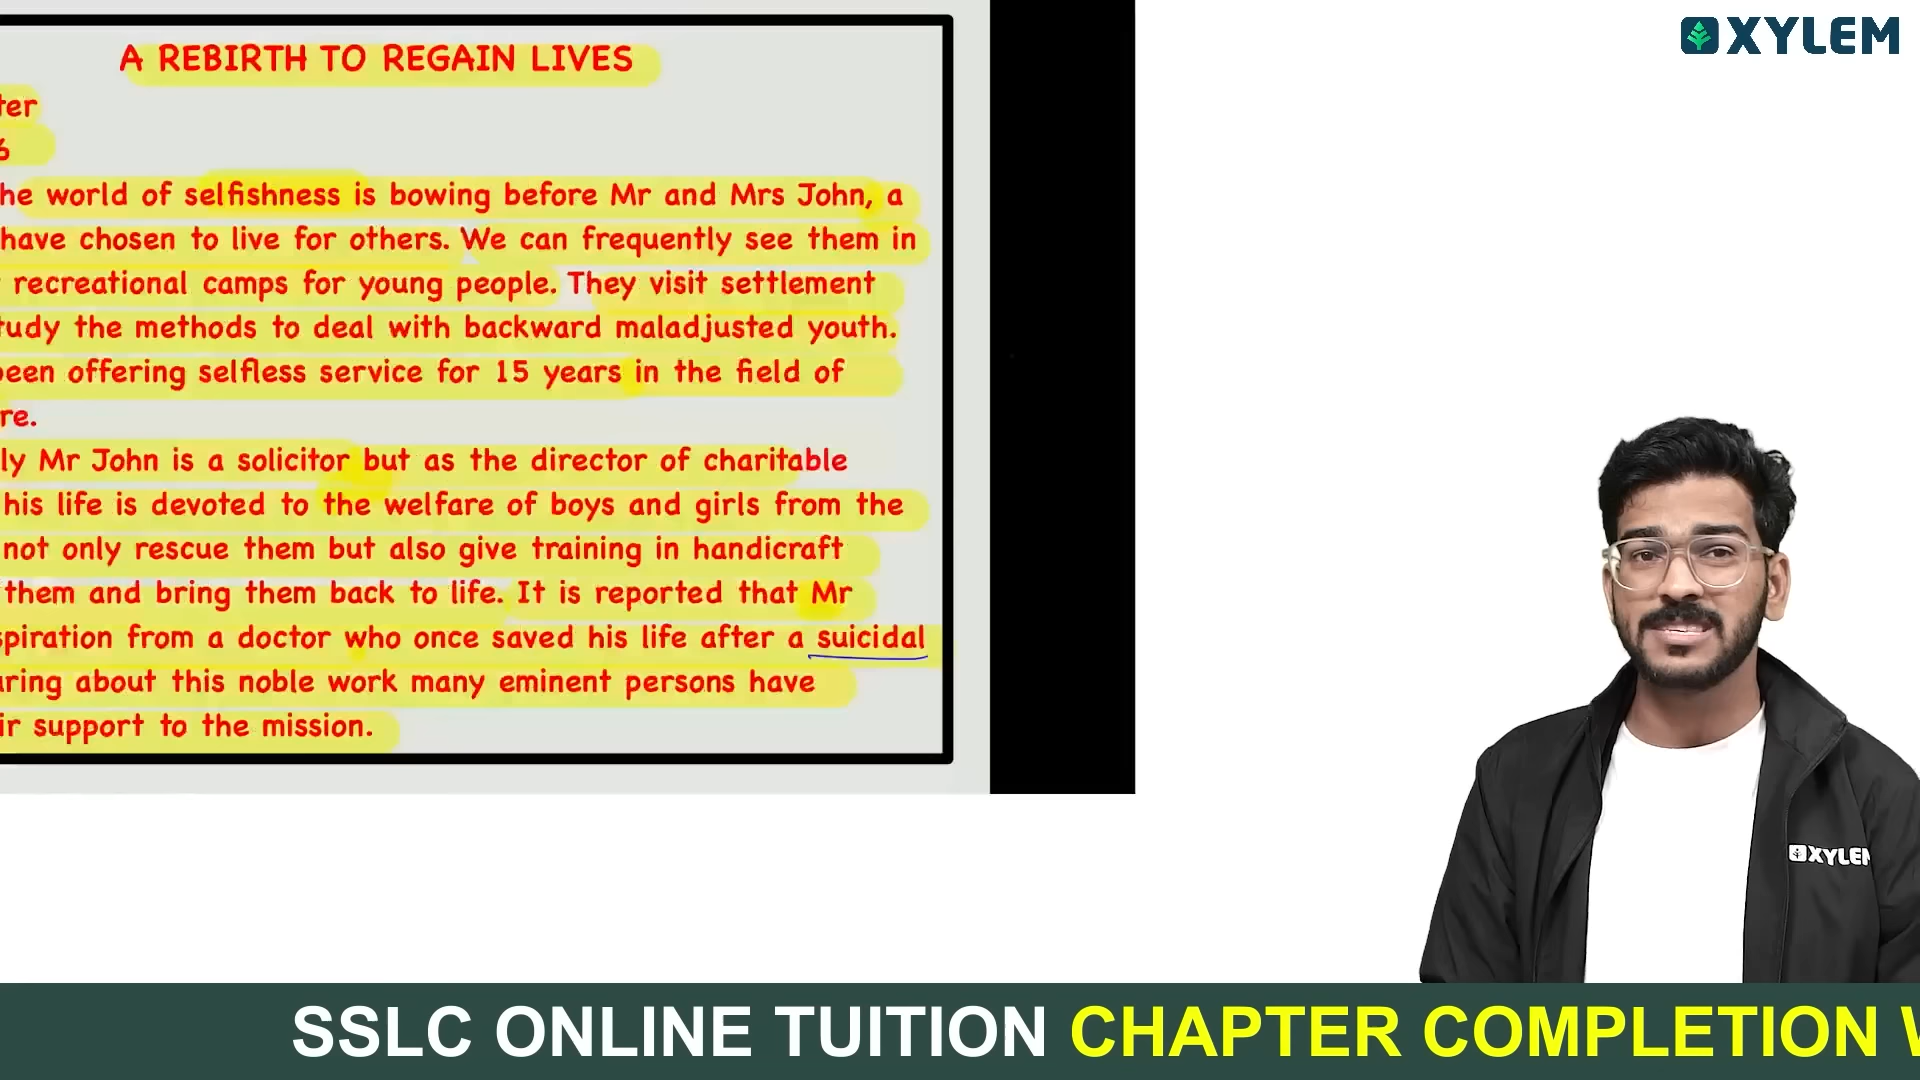 XYLEM
A REBIRTH TO REGAIN LIVES
ter
6
he world of selfishness is bowing before Mr and Mrs John, a
have chosen to live for others. We can frequently see them in
recreational camps for young people. They visit settlement
tudy the methods to deal with backward maladjusted youth.
been offering selfless service for 15 years in the field of
re.
ly Mr John is a solicitor but as the director of charitable
his life is devoted to the welfare of boys and girls from the
not only rescue them but also give training in handicraft
them and bring them back to life. It is reported that Mr
spiration from a doctor who once saved his life after a suicidal
aring about this noble work many eminent persons have
ir support to the mission.
XYLEM
SSLC ONLINE TUITION CHAPTER COMPLETION